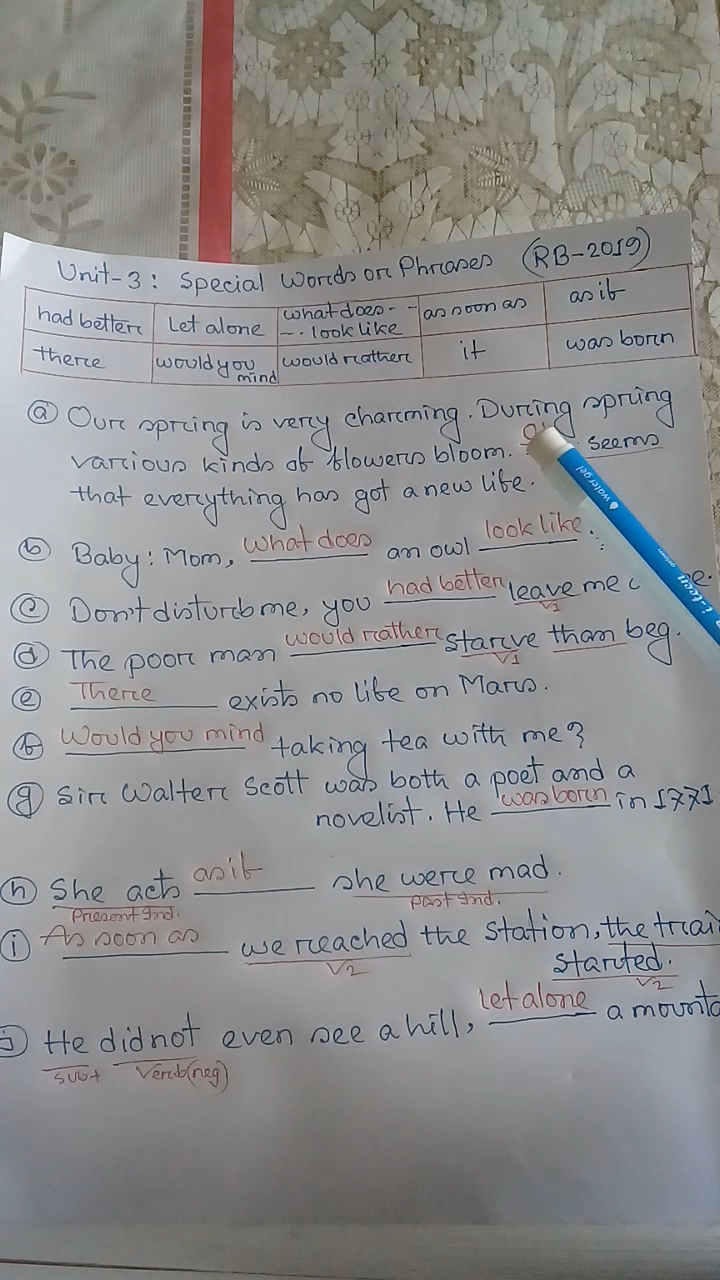 Unit-3: Special Words or Phrases (RB-2019)
had better Let alone what does-- --look like as soon as as if
there would you mind would rather it was born
(a) Our spring is very charming. During spring
various kinds of flowers bloom. seems
that everything has got a new life.
(b) Baby: Mom, what does an owl look like.
(c) Don't disturb me, you had better leave me
V1
(d) The poor man would rather starve than beg.
V1
(e) There exists no life on Mars.
(f) Would you mind taking tea with me?
(g) Sir Walter Scott was both a poet and a
novelist. He was born in 1771
(h) She acts as if she were mad.
Present Ind. Past Ind.
(i) As soon as we reached the station, the trai
V2 started.
V2
(j) He did not even see a hill, let alone a mounta
Sub+ Verb(neg)
water gel